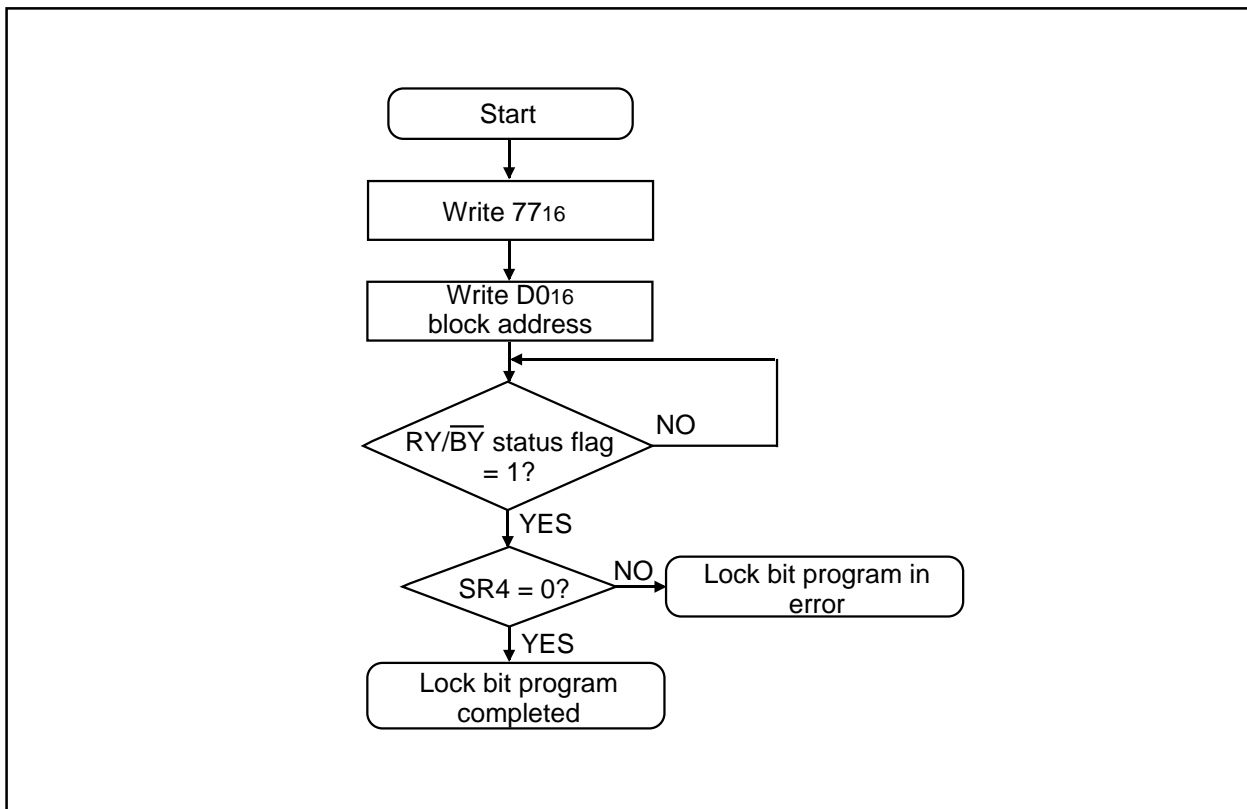 Start
Write 77₁₆
Write D0₁₆
block address
NO
RY/B̅Y̅ status flag
= 1?
YES
SR4 = 0?
NO
Lock bit program in
error
YES
Lock bit program
completed